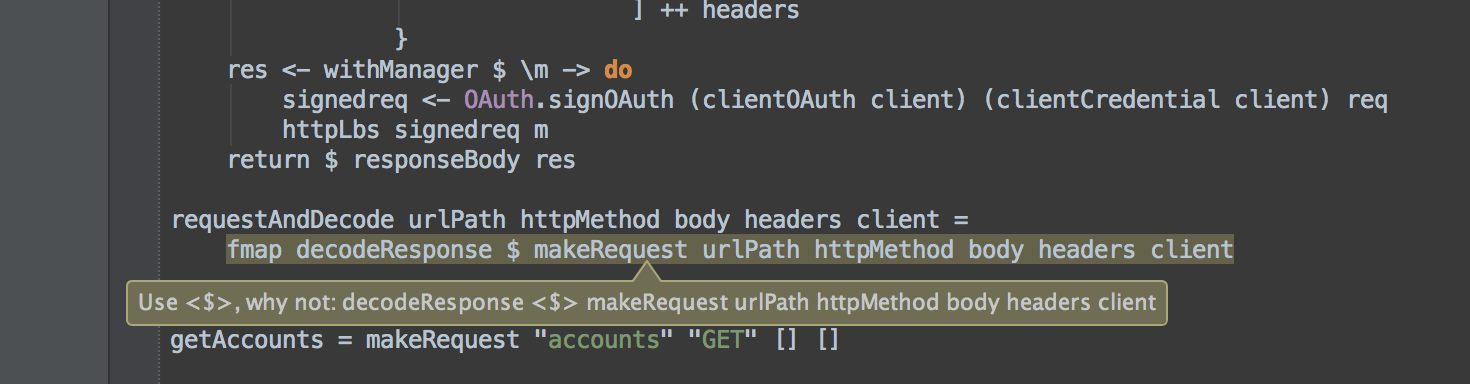 ] ++ headers
}
res <- withManager $ \m -> do
signedreq <- OAuth.signOAuth (clientOAuth client) (clientCredential client) req
httpLbs signedreq m
return $ responseBody res
requestAndDecode urlPath httpMethod body headers client =
fmap decodeResponse $ makeRequest urlPath httpMethod body headers client
Use <$>, why not: decodeResponse <$> makeRequest urlPath httpMethod body headers client
getAccounts = makeRequest "accounts" "GET" [] []